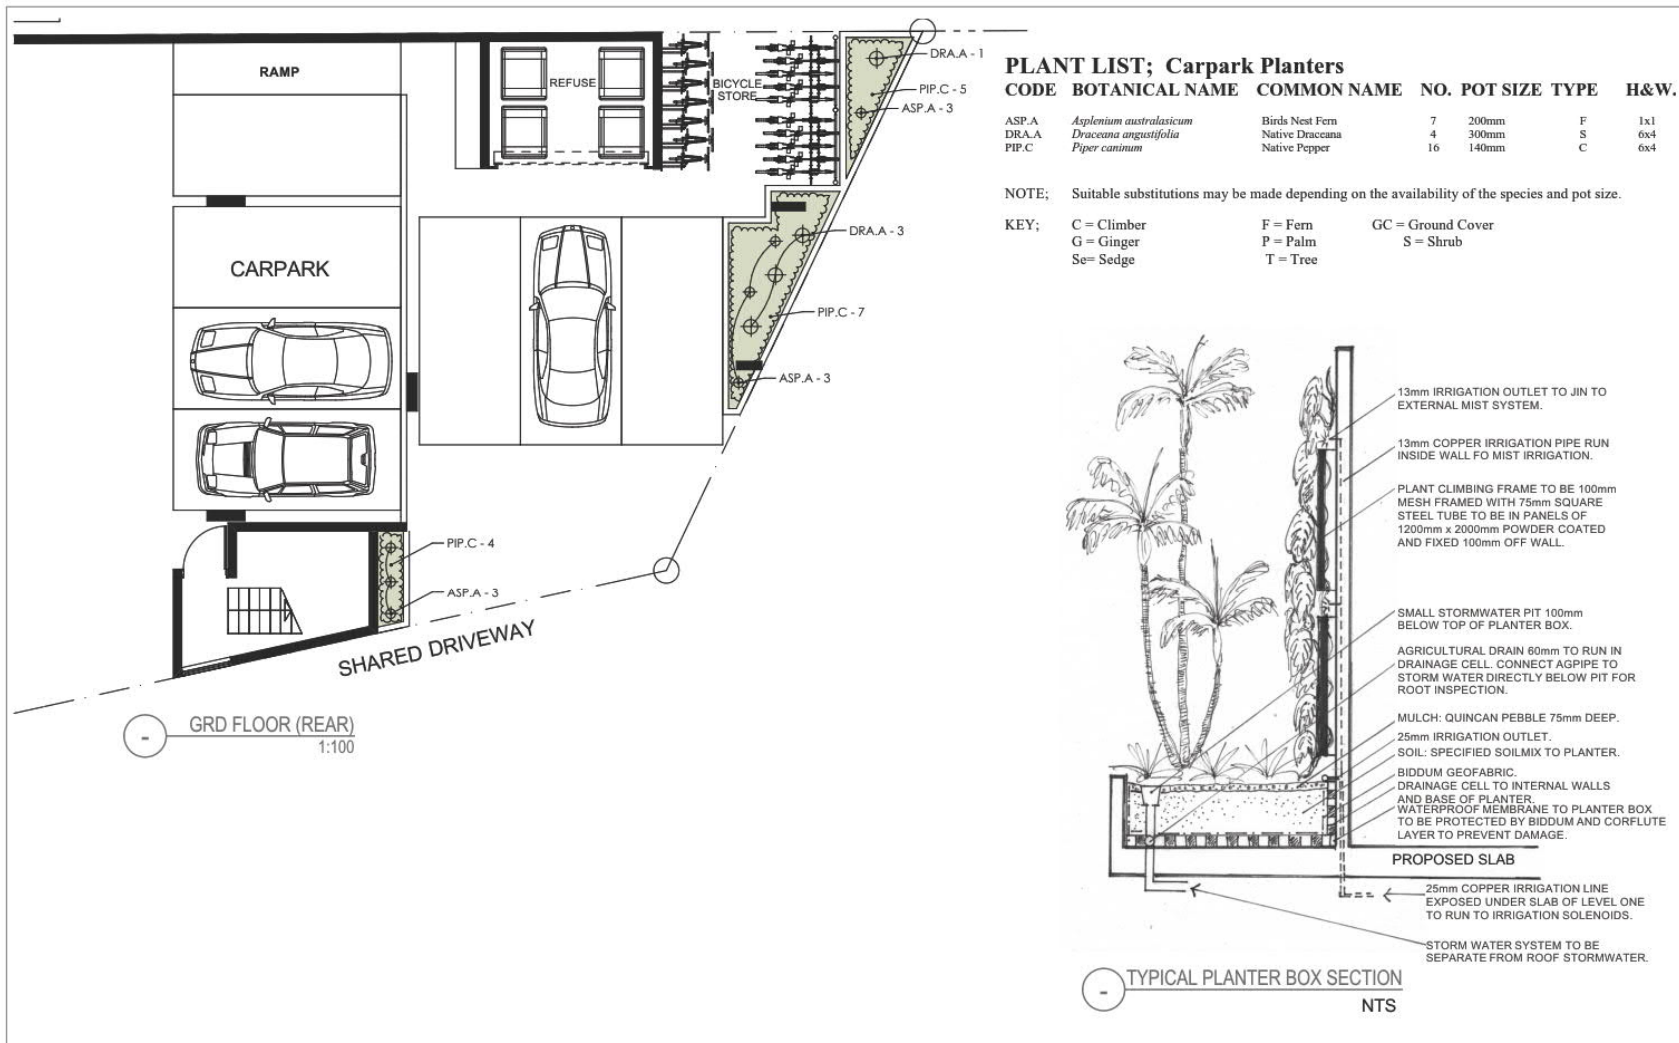 RAMP
REFUSE
BICYCLE
STORE
DRA.A - 1
PIP.C - 5
ASP.A - 3
CARPARK
DRA.A - 3
PIP.C - 7
ASP.A - 3
PIP.C - 4
ASP.A - 3
SHARED DRIVEWAY
- GRD FLOOR (REAR)
1:100
PLANT LIST; Carpark Planters
CODE BOTANICAL NAME COMMON NAME NO. POT SIZE TYPE H&W.
ASP.A Asplenium australasicum Birds Nest Fern 7 200mm F 1x1
DRA.A Draceana angustifolia Native Draceana 4 300mm S 6x4
PIP.C Piper caninum Native Pepper 16 140mm C 6x4
NOTE; Suitable substitutions may be made depending on the availability of the species and pot size.
KEY; C = Climber F = Fern GC = Ground Cover
G = Ginger P = Palm S = Shrub
Se= Sedge T = Tree
13mm IRRIGATION OUTLET TO JIN TO
EXTERNAL MIST SYSTEM.
13mm COPPER IRRIGATION PIPE RUN
INSIDE WALL FO MIST IRRIGATION.
PLANT CLIMBING FRAME TO BE 100mm
MESH FRAMED WITH 75mm SQUARE
STEEL TUBE TO BE IN PANELS OF
1200mm x 2000mm POWDER COATED
AND FIXED 100mm OFF WALL.
SMALL STORMWATER PIT 100mm
BELOW TOP OF PLANTER BOX.
AGRICULTURAL DRAIN 60mm TO RUN IN
DRAINAGE CELL. CONNECT AGPIPE TO
STORM WATER DIRECTLY BELOW PIT FOR
ROOT INSPECTION.
MULCH: QUINCAN PEBBLE 75mm DEEP.
25mm IRRIGATION OUTLET.
SOIL: SPECIFIED SOILMIX TO PLANTER.
BIDDUM GEOFABRIC.
DRAINAGE CELL TO INTERNAL WALLS
AND BASE OF PLANTER.
WATERPROOF MEMBRANE TO PLANTER BOX
TO BE PROTECTED BY BIDDUM AND CORFLUTE
LAYER TO PREVENT DAMAGE.
PROPOSED SLAB
25mm COPPER IRRIGATION LINE
EXPOSED UNDER SLAB OF LEVEL ONE
TO RUN TO IRRIGATION SOLENOIDS.
STORM WATER SYSTEM TO BE
SEPARATE FROM ROOF STORMWATER.
- TYPICAL PLANTER BOX SECTION
NTS